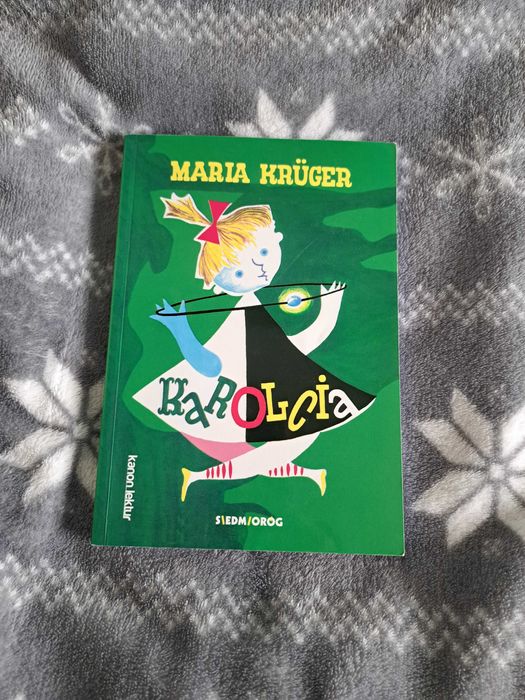 MARIA KRÜGER
KAROLCia
kanon lektur
SIEDMIORÓG